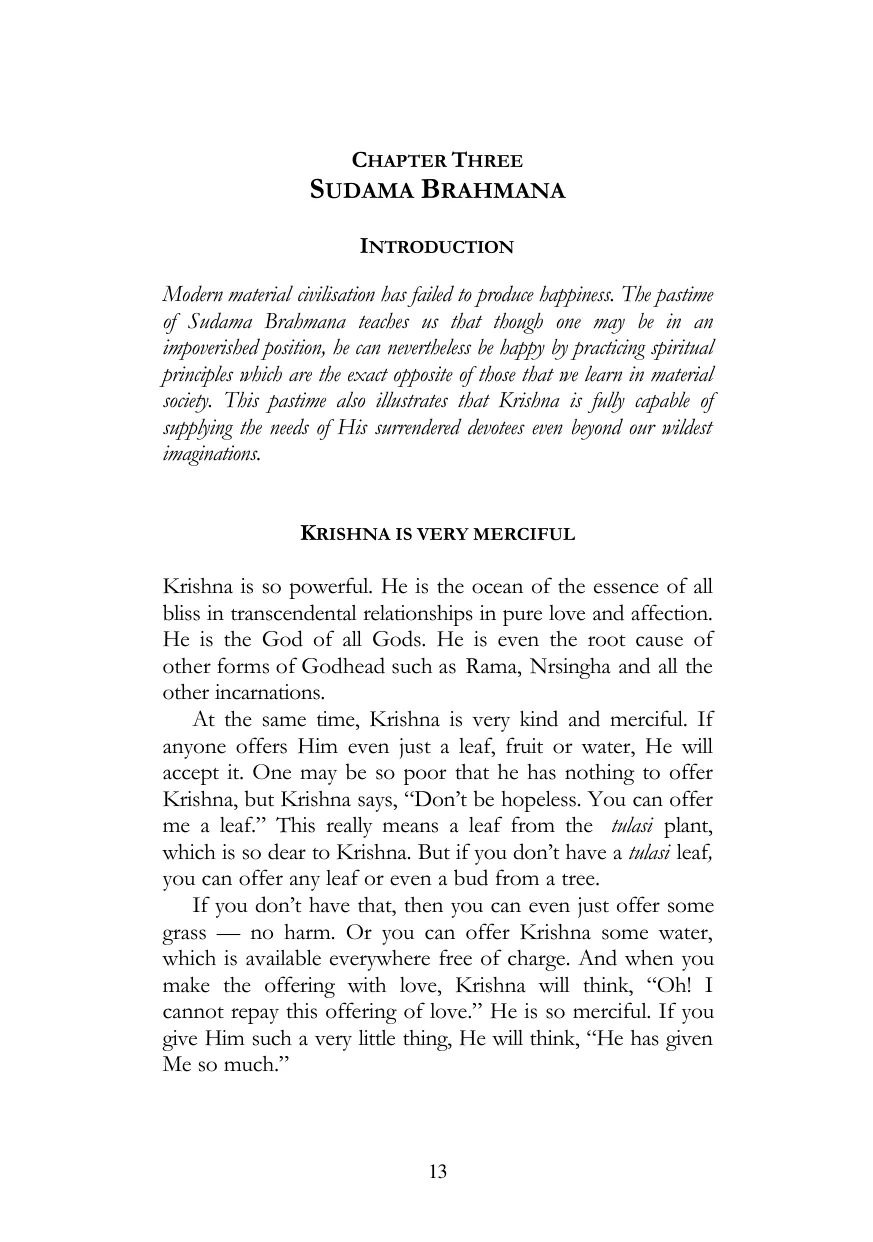 CHAPTER THREE
SUDAMA BRAHMANA
INTRODUCTION
Modern material civilisation has failed to produce happiness. The pastime
of Sudama Brahmana teaches us that though one may be in an
impoverished position, he can nevertheless be happy by practicing spiritual
principles which are the exact opposite of those that we learn in material
society. This pastime also illustrates that Krishna is fully capable of
supplying the needs of His surrendered devotees even beyond our wildest
imaginations.
KRISHNA IS VERY MERCIFUL
Krishna is so powerful. He is the ocean of the essence of all
bliss in transcendental relationships in pure love and affection.
He is the God of all Gods. He is even the root cause of
other forms of Godhead such as Rama, Nrsingha and all the
other incarnations.
At the same time, Krishna is very kind and merciful. If
anyone offers Him even just a leaf, fruit or water, He will
accept it. One may be so poor that he has nothing to offer
Krishna, but Krishna says, “Don’t be hopeless. You can offer
me a leaf.” This really means a leaf from the tulasi plant,
which is so dear to Krishna. But if you don’t have a tulasi leaf,
you can offer any leaf or even a bud from a tree.
If you don’t have that, then you can even just offer some
grass — no harm. Or you can offer Krishna some water,
which is available everywhere free of charge. And when you
make the offering with love, Krishna will think, “Oh! I
cannot repay this offering of love.” He is so merciful. If you
give Him such a very little thing, He will think, “He has given
Me so much.”
13